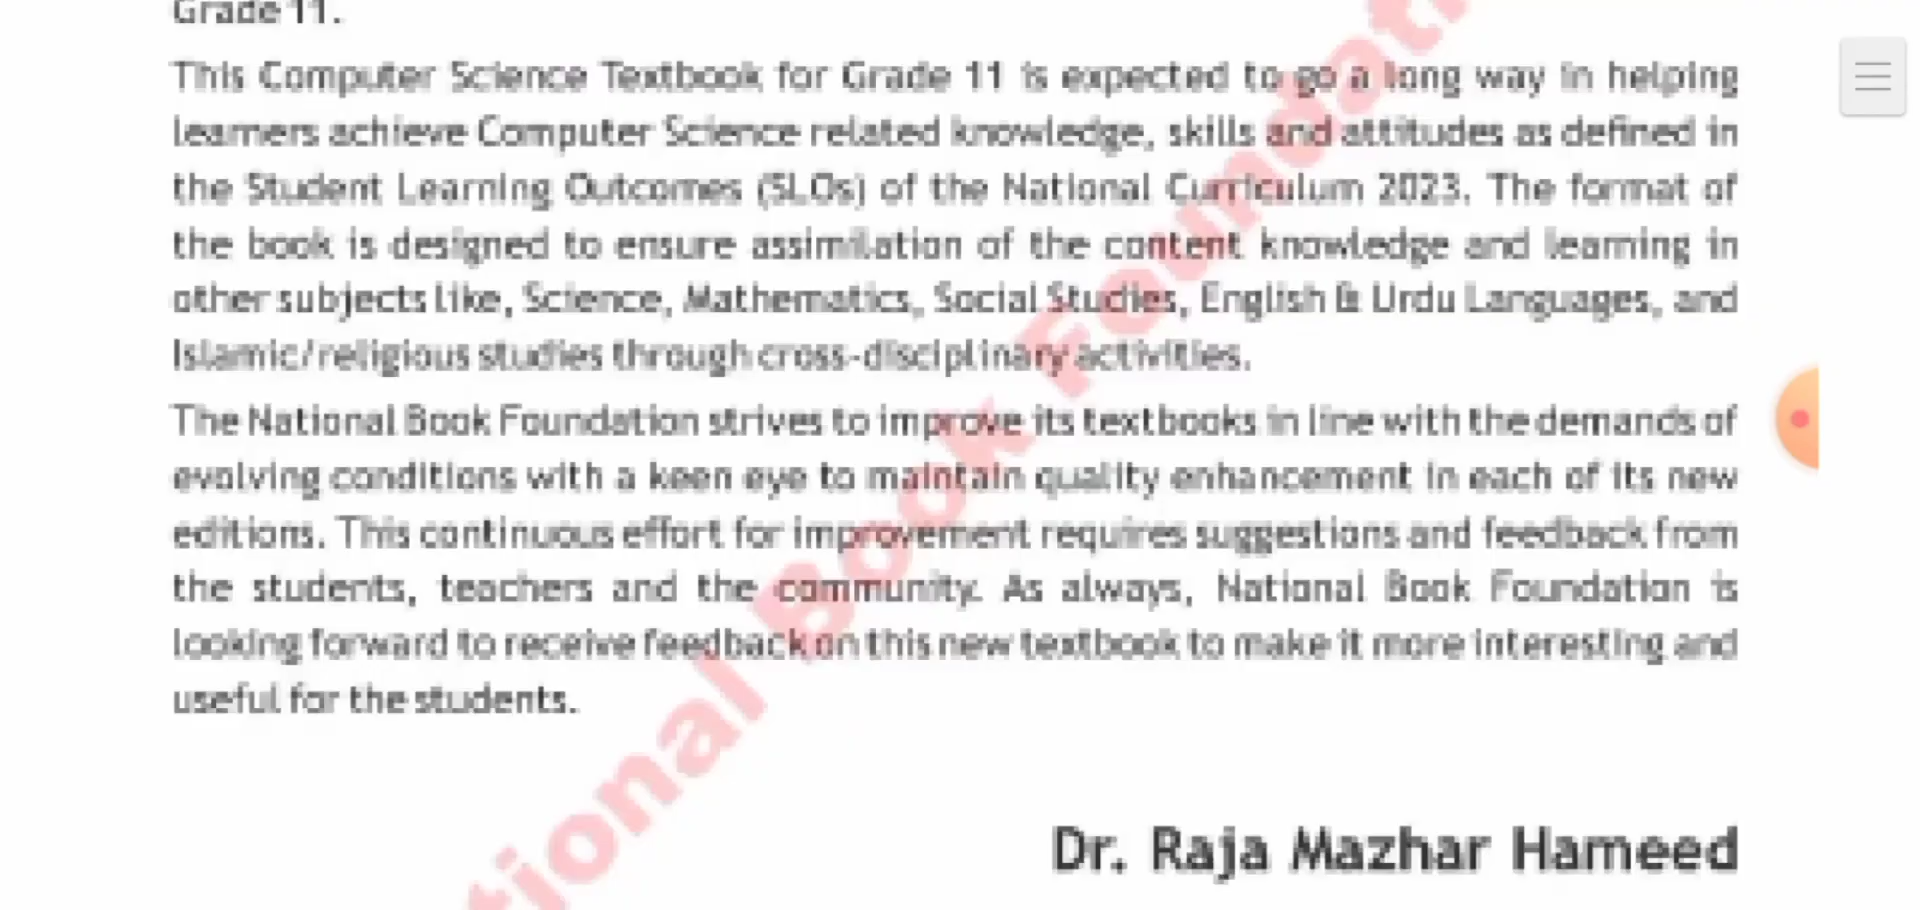 Grade 11.
This Computer Science Textbook for Grade 11 is expected to go a long way in helping
learners achieve Computer Science related knowledge, skills and attitudes as defined in
the Student Learning Outcomes (SLOs) of the National Curriculum 2023. The format of
the book is designed to ensure assimilation of the content knowledge and learning in
other subjects like, Science, Mathematics, Social Studies, English & Urdu Languages, and
Islamic/religious studies through cross-disciplinary activities.
The National Book Foundation strives to improve its textbooks in line with the demands of
evolving conditions with a keen eye to maintain quality enhancement in each of its new
editions. This continuous effort for improvement requires suggestions and feedback from
the students, teachers and the community. As always, National Book Foundation is
looking forward to receive feedback on this new textbook to make it more interesting and
useful for the students.
Dr. Raja Mazhar Hameed
tional Book Foundati